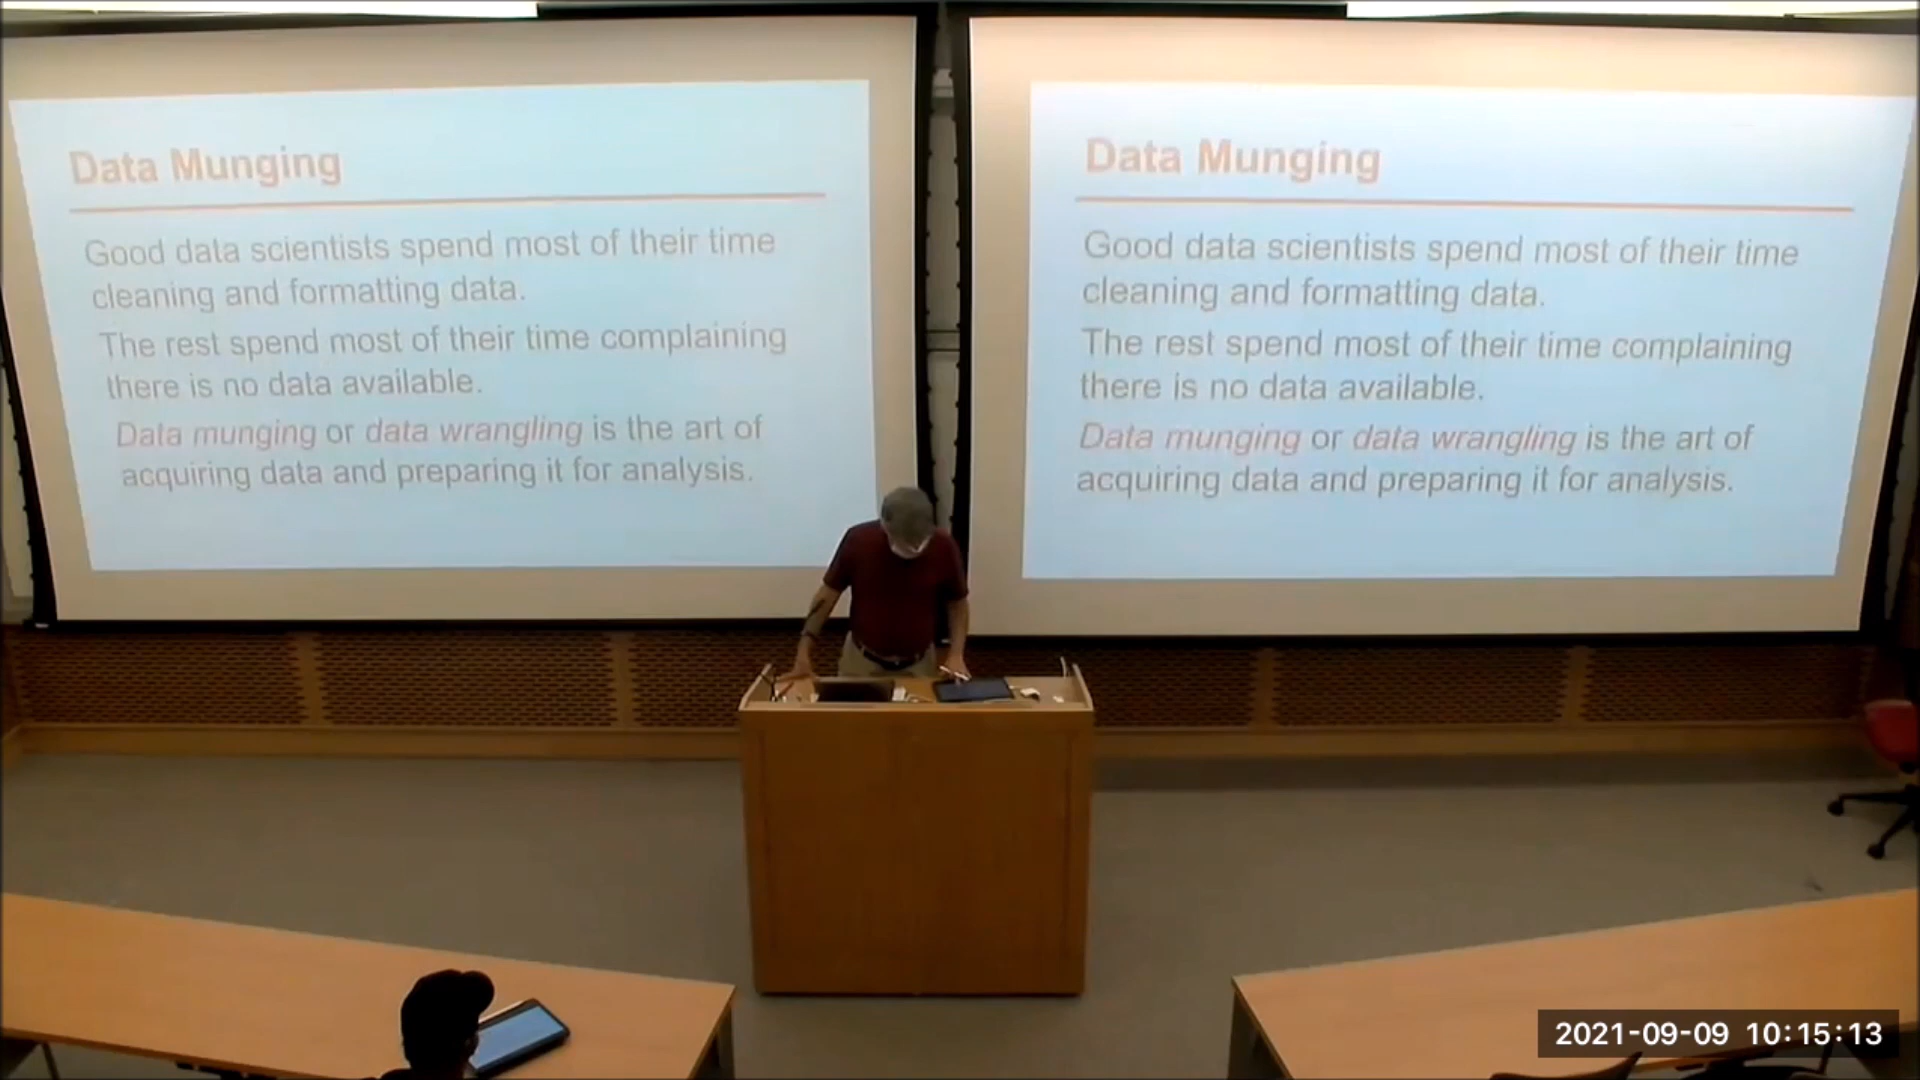 Data Munging
Good data scientists spend most of their time
cleaning and formatting data.
The rest spend most of their time complaining
there is no data available.
Data munging or data wrangling is the art of
acquiring data and preparing it for analysis.
Data Munging
Good data scientists spend most of their time
cleaning and formatting data.
The rest spend most of their time complaining
there is no data available.
Data munging or data wrangling is the art of
acquiring data and preparing it for analysis.
2021-09-09 10:15:13